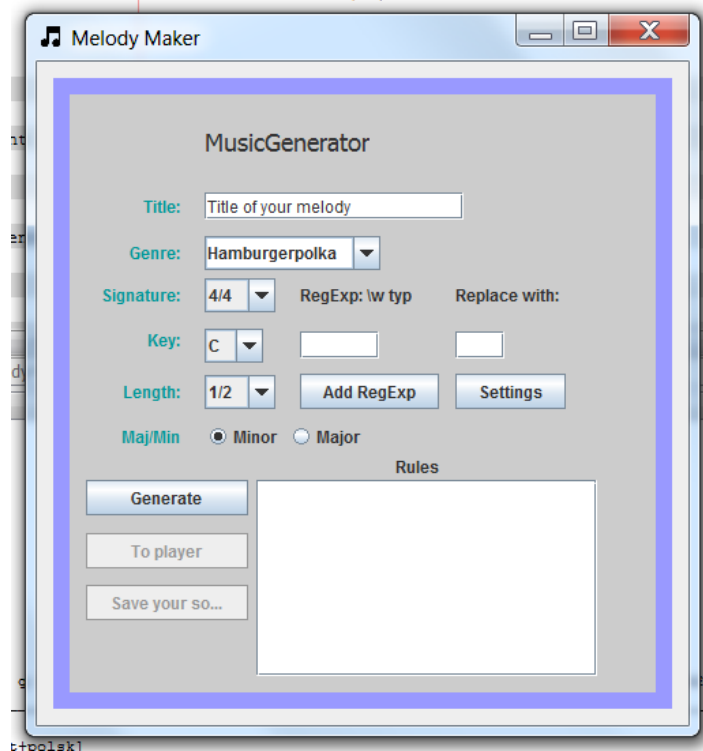 Melody Maker
MusicGenerator
Title: Title of your melody
Genre: Hamburgerpolka
Signature: 4/4 RegExp: \w typ Replace with:
Key: C
Length: 1/2 Add RegExp Settings
Maj/Min Minor Major
Rules
Generate
To player
Save your so...
t+polsk]